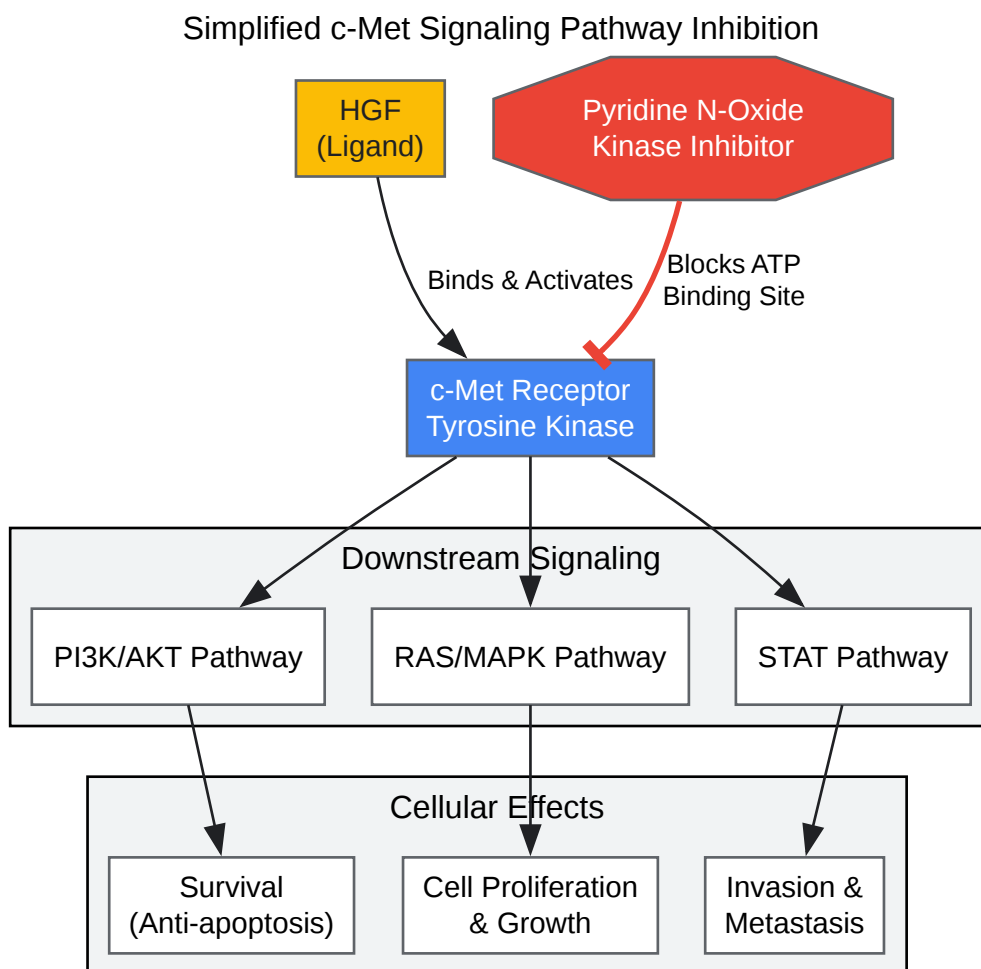 Simplified c-Met Signaling Pathway Inhibition
HGF
(Ligand)
Pyridine N-Oxide
Kinase Inhibitor
Binds & Activates
Blocks ATP
Binding Site
c-Met Receptor
Tyrosine Kinase
Downstream Signaling
PI3K/AKT Pathway
RAS/MAPK Pathway
STAT Pathway
Cellular Effects
Survival
(Anti-apoptosis)
Cell Proliferation
& Growth
Invasion &
Metastasis